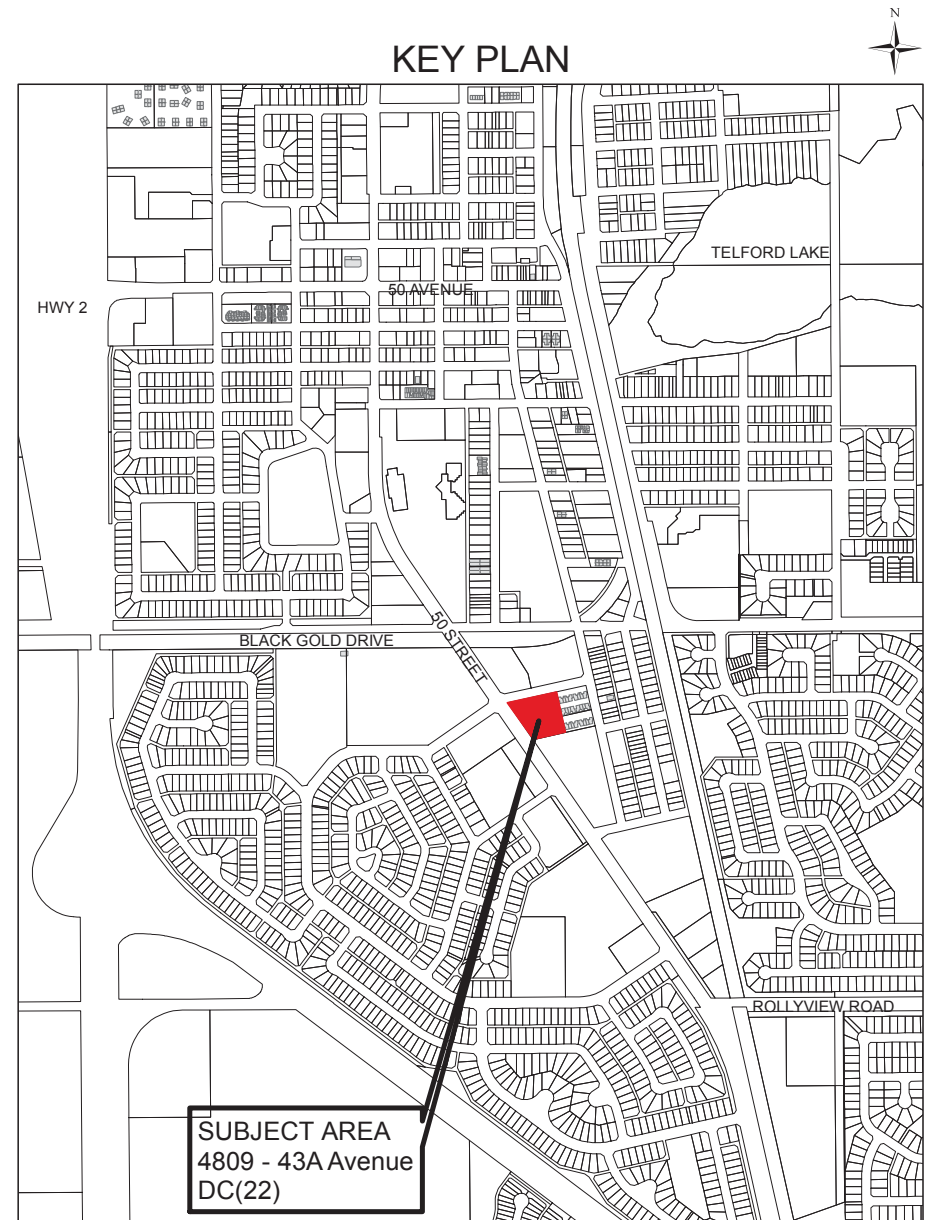 N
KEY PLAN
TELFORD LAKE
50 AVENUE
HWY 2
50 STREET
BLACK GOLD DRIVE
ROLLYVIEW ROAD
SUBJECT AREA
4809 - 43A Avenue
DC(22)